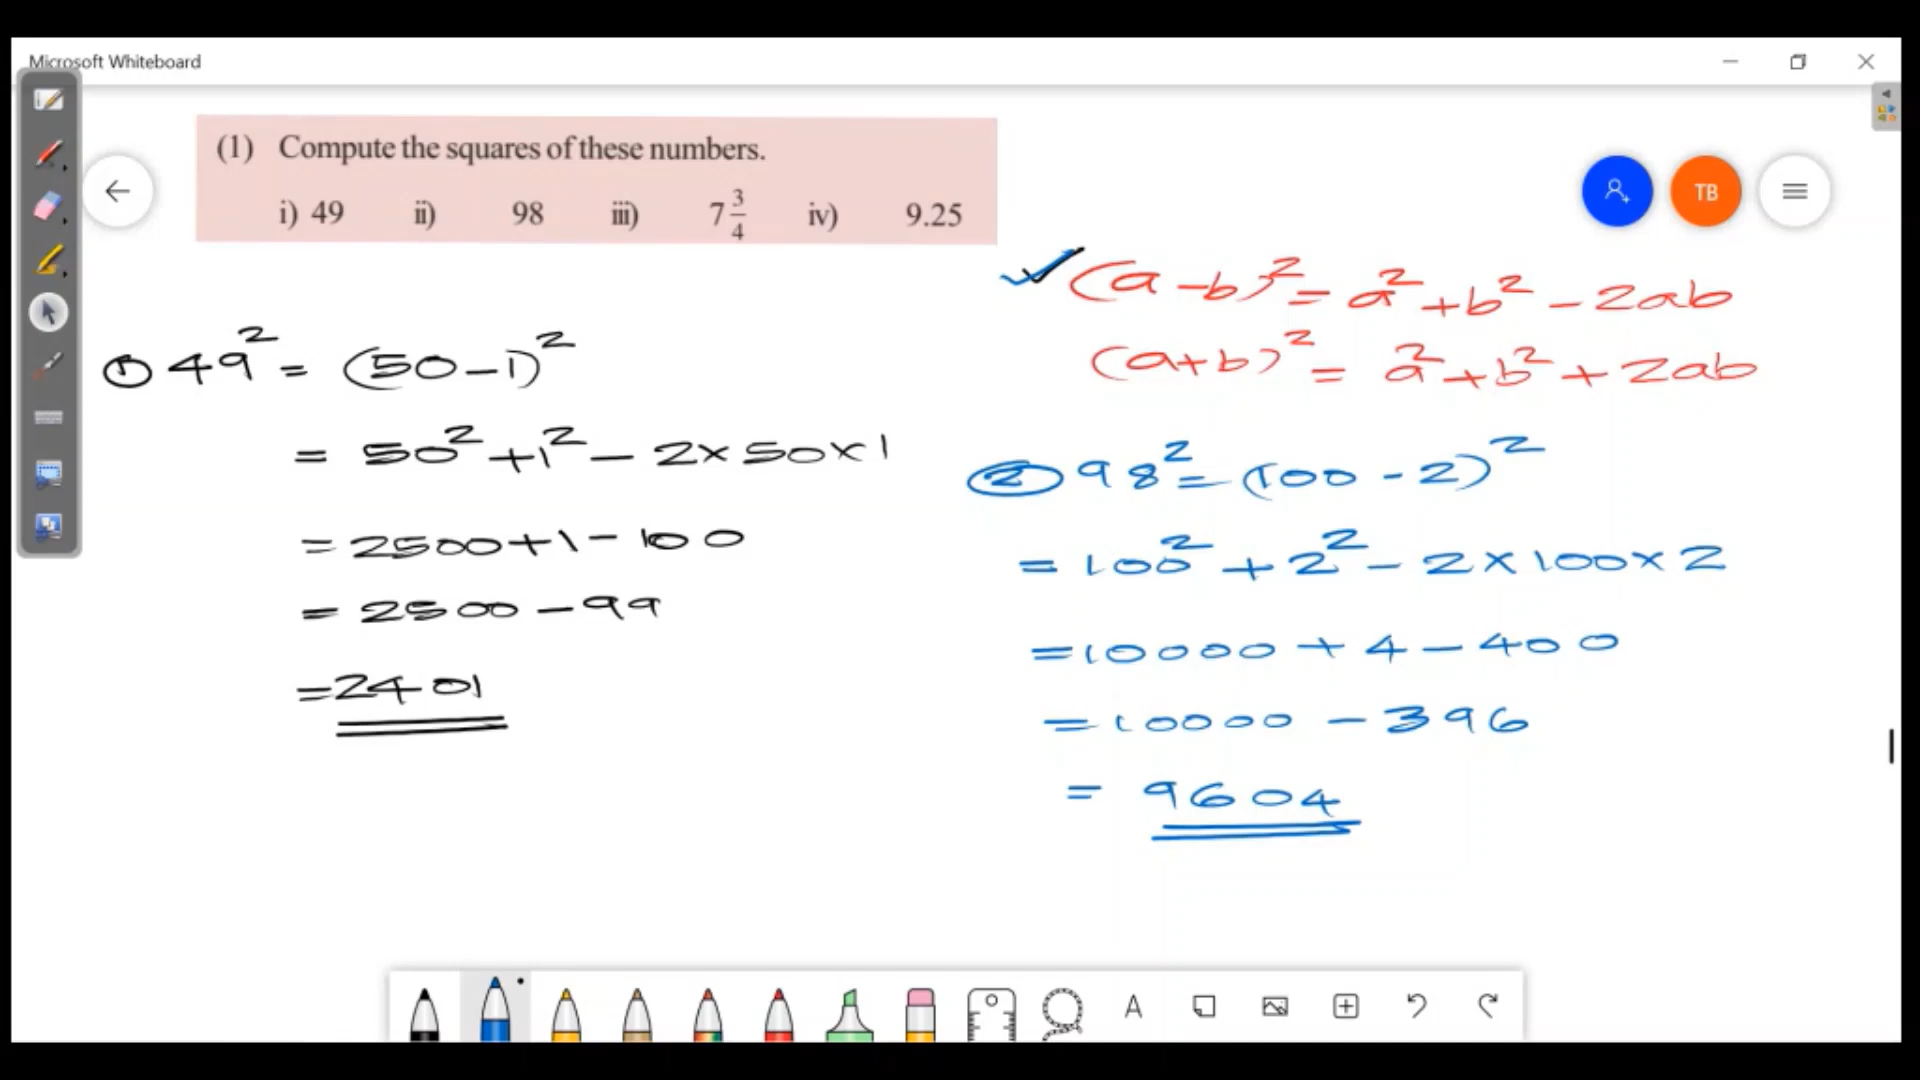 Microsoft Whiteboard
(1) Compute the squares of these numbers.
i) 49 ii) 98 iii) 7 3/4 iv) 9.25
TB
(a-b)² = a² + b² - 2ab
(a+b)² = a² + b² + 2ab
① 49² = (50-1)²
= 50² + 1² - 2×50×1
= 2500+1-100
= 2500-99
= 2401
② 98² = (100-2)²
= 100² + 2² - 2×100×2
= 10000 + 4 - 400
= 10000 - 396
= 9604
A